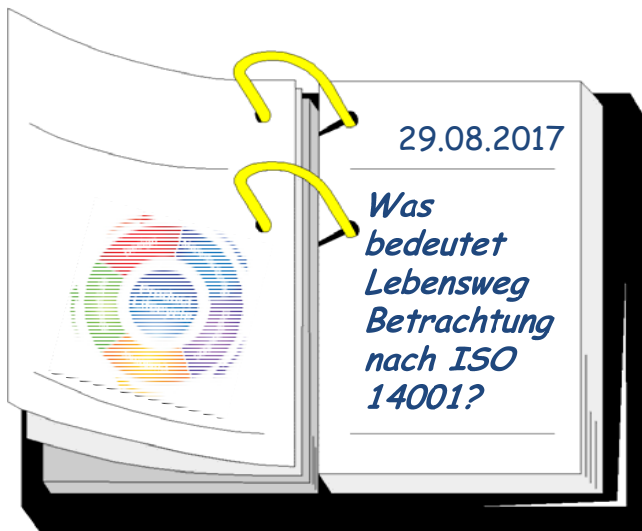 29.08.2017
Was
bedeutet
Lebensweg
Betrachtung
nach ISO
14001?